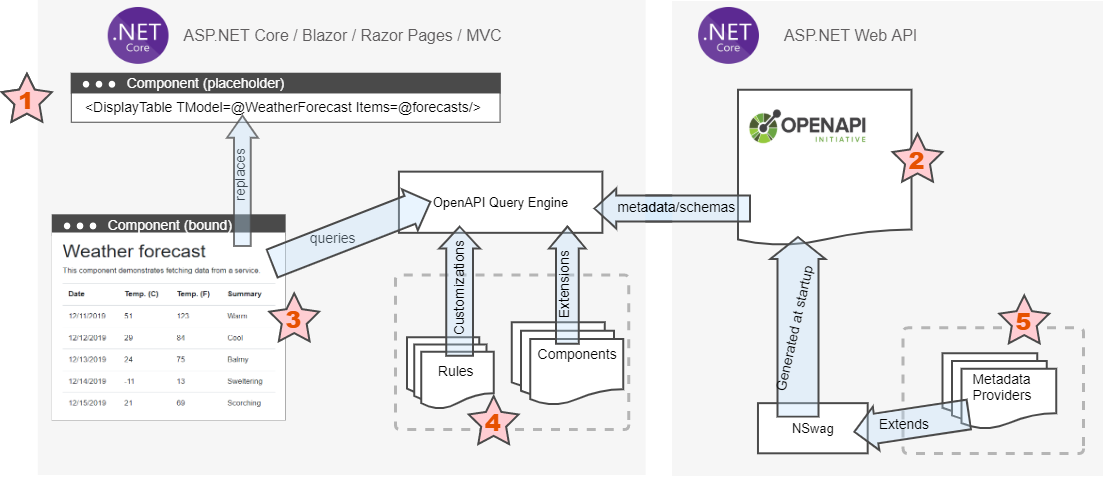 .NET
Core
ASP.NET Core / Blazor / Razor Pages / MVC
1
Component (placeholder)
<DisplayTable TModel=@WeatherForecast Items=@forecasts/>
replaces
Component (bound)
Weather forecast
This component demonstrates fetching data from a service.
Date Temp. (C) Temp. (F) Summary
12/11/2019 51 123 Warm
12/12/2019 29 84 Cool
12/13/2019 24 75 Balmy
12/14/2019 -11 13 Sweltering
12/15/2019 21 69 Scorching
3
queries
OpenAPI Query Engine
Customizations
Extensions
Rules
Components
4
.NET
Core
ASP.NET Web API
OPENAPI
INITIATIVE
2
metadata/schemas
Generated at startup
5
Metadata
Providers
Extends
NSwag